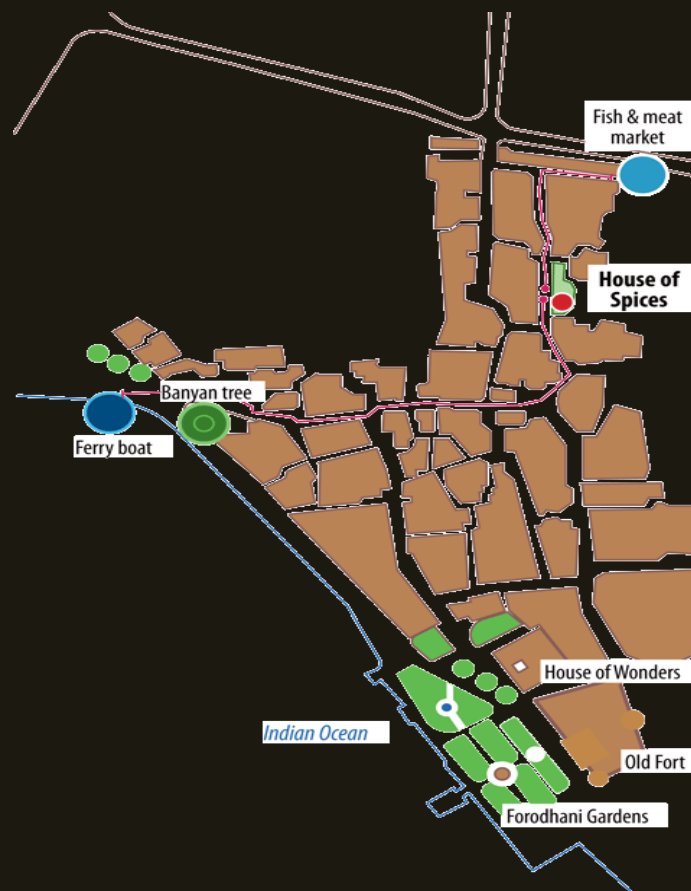 Fish & meat
market
House of
Spices
Banyan tree
Ferry boat
House of Wonders
Indian Ocean
Old Fort
Forodhani Gardens